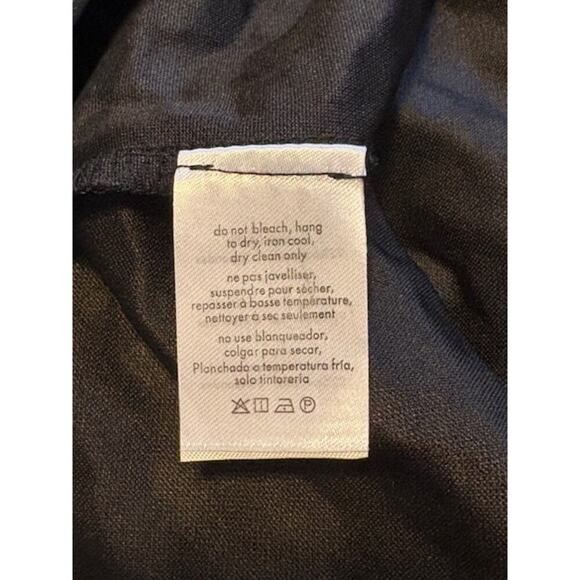 do not bleach, hang
to dry, iron cool,
dry clean only
ne pas javelliser,
suspendre pour sécher,
repasser à basse température,
nettoyer à sec seulement
no use blanqueador,
colgar para secar,
Planchado a temperatura fría,
solo tintorería
P